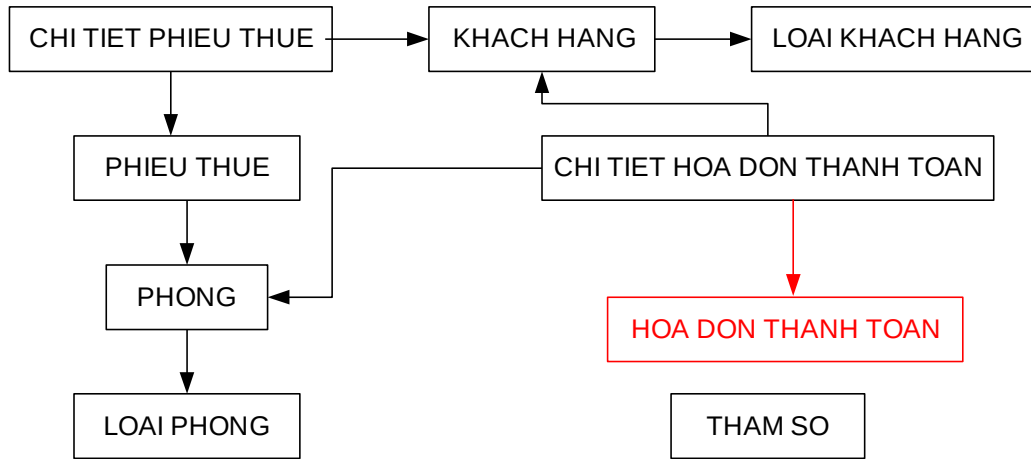 CHI TIET PHIEU THUE
KHACH HANG
LOAI KHACH HANG
PHIEU THUE
CHI TIET HOA DON THANH TOAN
PHONG
HOA DON THANH TOAN
LOAI PHONG
THAM SO